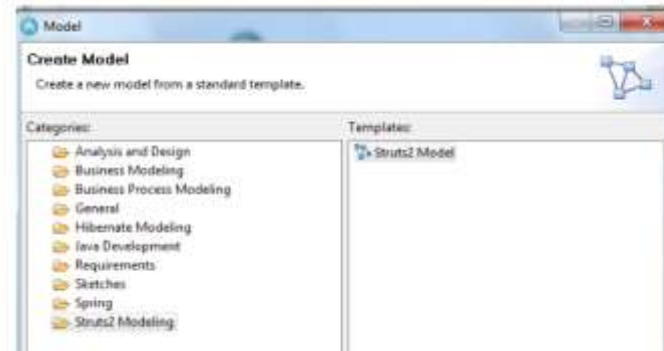 Model
Create Model
Create a new model from a standard template.
Categories:
Templates:
Analysis and Design
Business Modeling
Business Process Modeling
General
Hibernate Modeling
Java Development
Requirements
Sketches
Spring
Struts2 Modeling
Struts2 Model